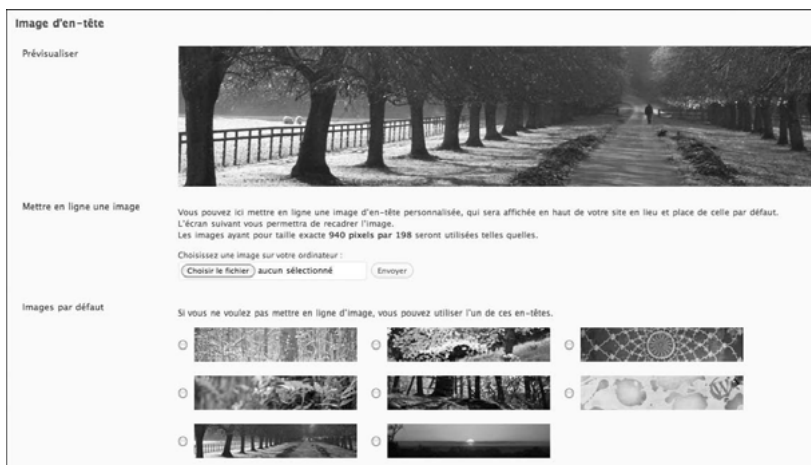 Image d'en-tête
Prévisualiser
Mettre en ligne une image
Vous pouvez ici mettre en ligne une image d'en-tête personnalisée, qui sera affichée en haut de votre site en lieu et place de celle par défaut.
L'écran suivant vous permettra de recadrer l'image.
Les images ayant pour taille exacte 940 pixels par 198 seront utilisées telles quelles.
Choisissez une image sur votre ordinateur :
Choisir le fichier aucun sélectionné Envoyer
Images par défaut
Si vous ne voulez pas mettre en ligne d'image, vous pouvez utiliser l'un de ces en-têtes.